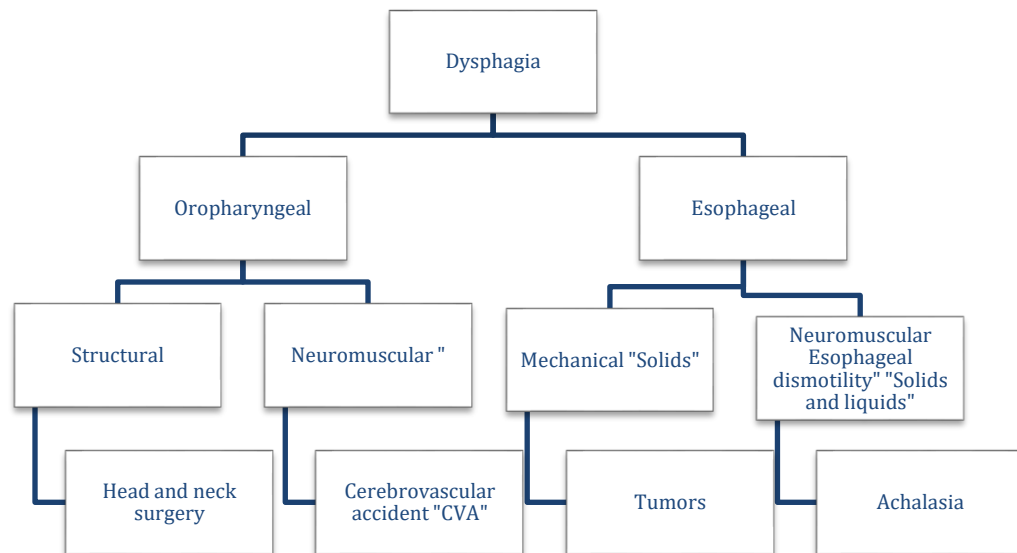 Dysphagia
Oropharyngeal
Esophageal
Structural
Neuromuscular "
Mechanical "Solids"
Neuromuscular
Esophageal
dismotility" "Solids
and liquids"
Head and neck
surgery
Cerebrovascular
accident "CVA"
Tumors
Achalasia